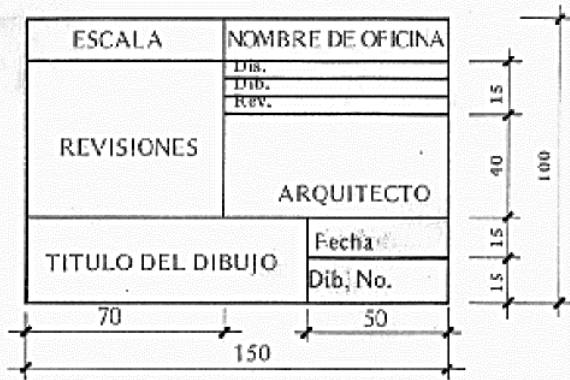 ESCALA
NOMBRE DE OFICINA
Dis.
Dib.
Rev.
REVISIONES
ARQUITECTO
TITULO DEL DIBUJO
Fecha
Dib. No.
15
40
15
15
100
70
50
150